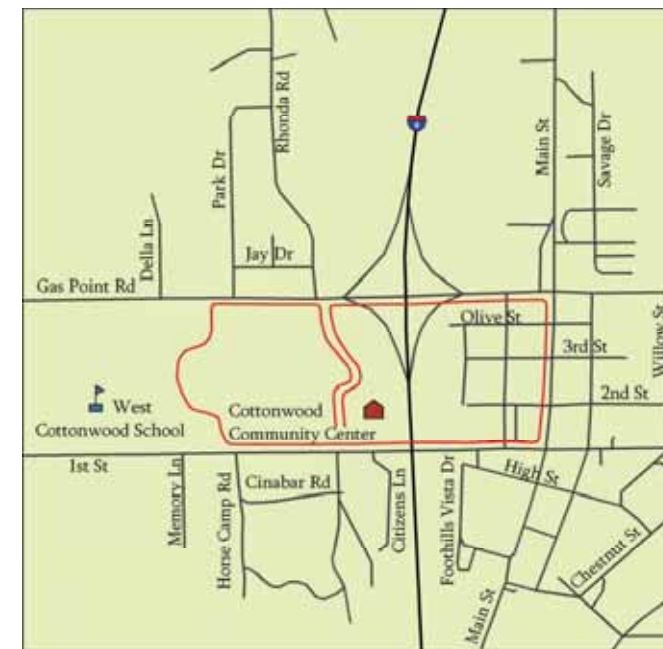 Rhonda Rd
Park Dr
Main St
Savage Dr
Della Ln
Jay Dr
Gas Point Rd
Olive St
3rd St
Willow St
2nd St
West
Cottonwood School
Cottonwood
Community Center
1st St
Memory Ln
Horse Camp Rd
Cinabar Rd
Citizens Ln
Foothills Vista Dr
High St
Chestnut St
Main St